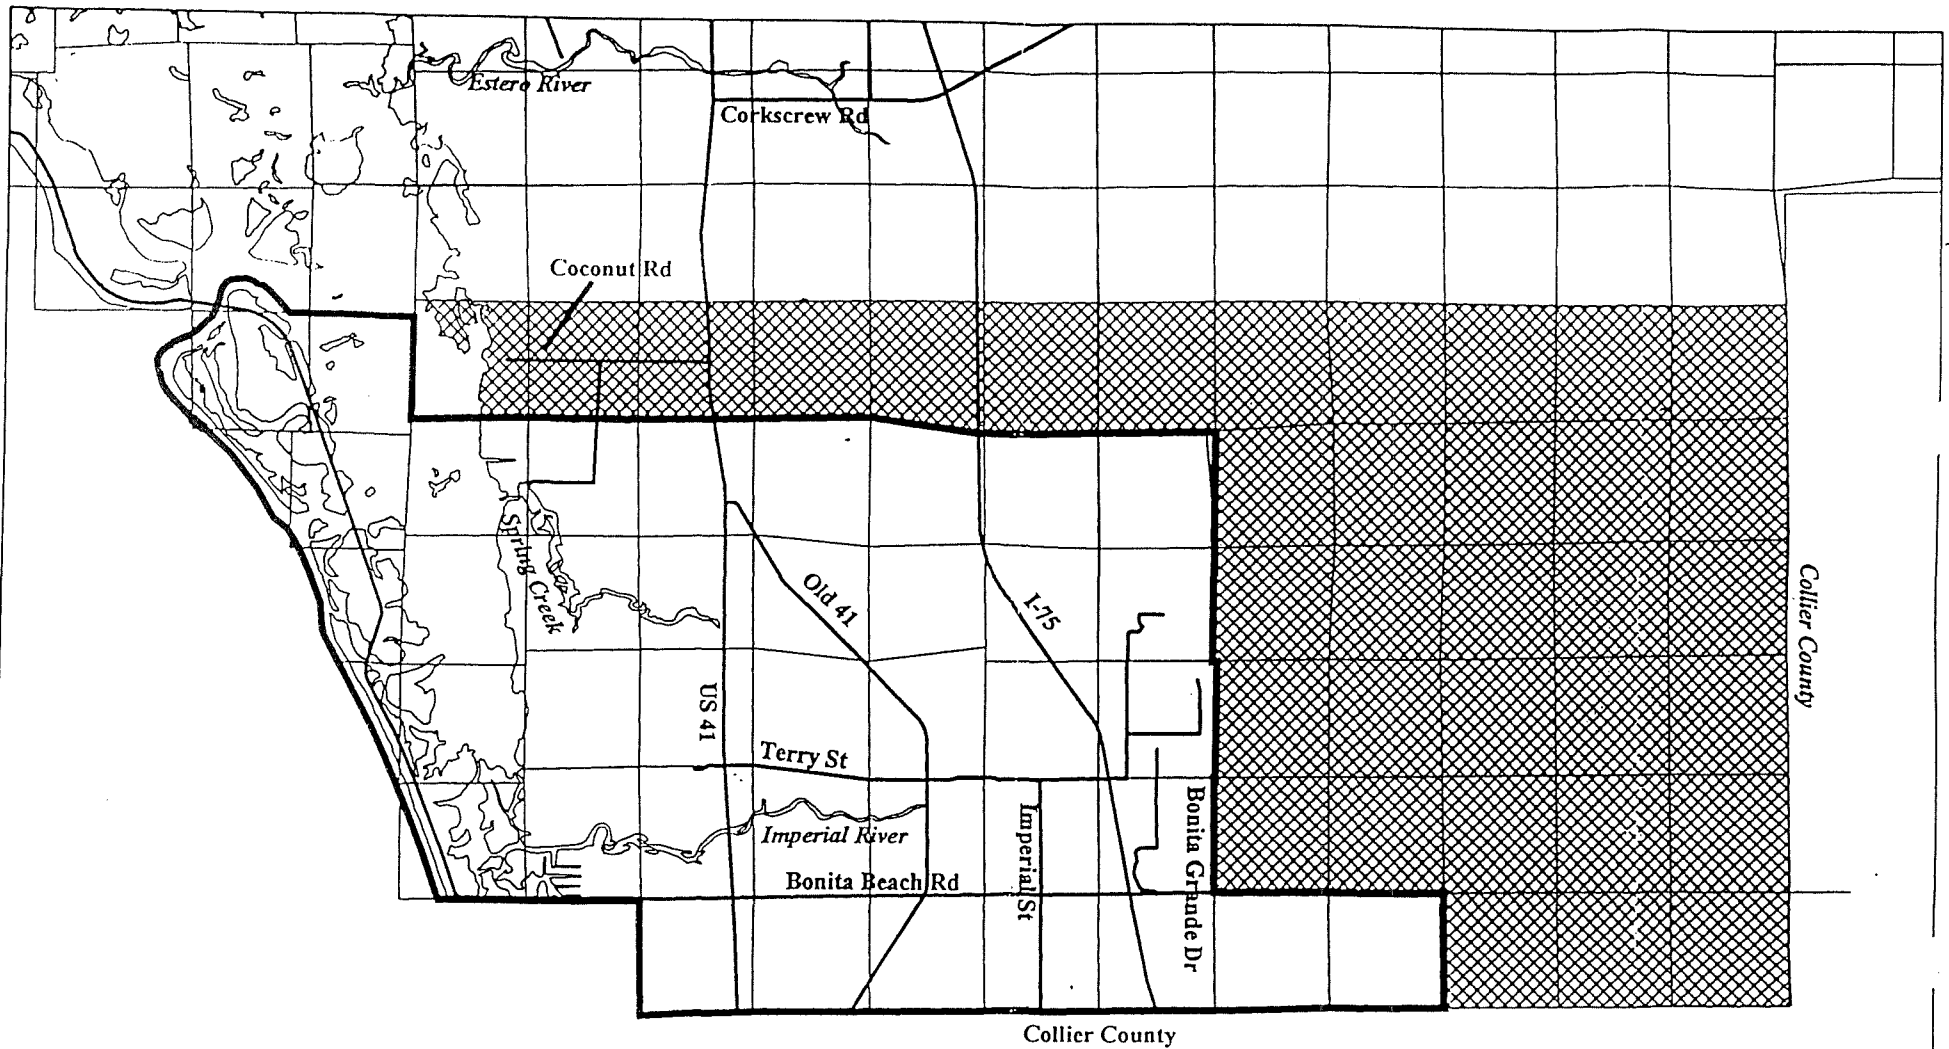 Estero River
Corkscrew Rd
Coconut Rd
Spring Creek
Old 41
I-75
Collier County
US 41
Terry St
Imperial River
Imperial St
Bonita Grande Dr
Bonita Beach Rd
Collier County